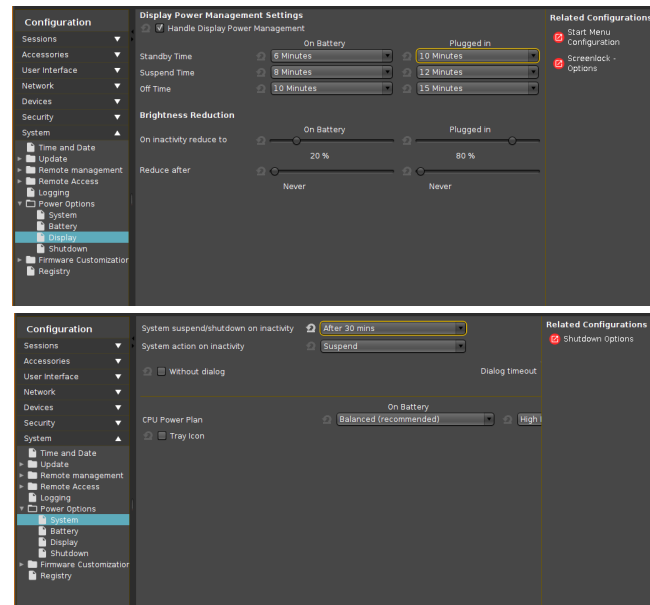 Configuration
Sessions
Accessories
User Interface
Network
Devices
Security
System
Time and Date
Update
Remote management
Remote Access
Logging
Power Options
System
Battery
Display
Shutdown
Firmware Customization
Registry
Display Power Management Settings
Handle Display Power Management
On Battery Plugged in
Standby Time 6 Minutes 10 Minutes
Suspend Time 8 Minutes 12 Minutes
Off Time 10 Minutes 15 Minutes
Brightness Reduction
On Battery Plugged in
On inactivity reduce to
20 % 80 %
Reduce after
Never Never
Related Configurations
Start Menu
Configuration
Screenlock -
Options
Configuration
Sessions
Accessories
User Interface
Network
Devices
Security
System
Time and Date
Update
Remote management
Remote Access
Logging
Power Options
System
Battery
Display
Shutdown
Firmware Customization
Registry
System suspend/shutdown on inactivity After 30 mins
System action on inactivity Suspend
Without dialog Dialog timeout
On Battery
CPU Power Plan Balanced (recommended) High
Tray Icon
Related Configurations
Shutdown Options